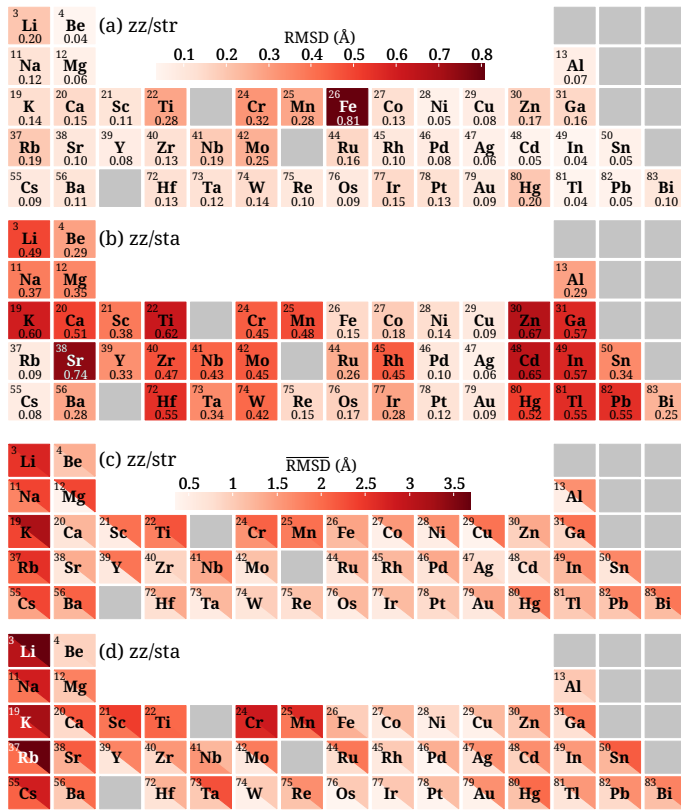 3 4 (a) zz/str
Li Be RMSD (Å)
0.20 0.04 0.1 0.2 0.3 0.4 0.5 0.6 0.7 0.8
11 12 13
Na Mg Al
0.12 0.06 0.07
19 20 21 22 24 25 26 27 28 29 30 31
K Ca Sc Ti Cr Mn Fe Co Ni Cu Zn Ga
0.14 0.15 0.11 0.28 0.32 0.28 0.81 0.13 0.05 0.08 0.17 0.16
37 38 39 40 41 42 44 45 46 47 48 49 50
Rb Sr Y Zr Nb Mo Ru Rh Pd Ag Cd In Sn
0.19 0.10 0.08 0.13 0.19 0.25 0.16 0.10 0.08 0.06 0.05 0.04 0.05
55 56 72 73 74 75 76 77 78 79 80 81 82 83
Cs Ba Hf Ta W Re Os Ir Pt Au Hg Tl Pb Bi
0.09 0.11 0.13 0.12 0.14 0.10 0.09 0.15 0.13 0.09 0.20 0.04 0.05 0.10
3 4 (b) zz/sta
Li Be
0.49 0.29
11 12 13
Na Mg Al
0.37 0.35 0.29
19 20 21 22 24 25 26 27 28 29 30 31
K Ca Sc Ti Cr Mn Fe Co Ni Cu Zn Ga
0.60 0.51 0.38 0.62 0.45 0.48 0.15 0.18 0.14 0.09 0.67 0.57
37 38 39 40 41 42 44 45 46 47 48 49 50
Rb Sr Y Zr Nb Mo Ru Rh Pd Ag Cd In Sn
0.09 0.74 0.33 0.47 0.43 0.45 0.26 0.45 0.10 0.06 0.65 0.57 0.34
55 56 72 73 74 75 76 77 78 79 80 81 82 83
Cs Ba Hf Ta W Re Os Ir Pt Au Hg Tl Pb Bi
0.08 0.28 0.55 0.34 0.42 0.15 0.17 0.28 0.12 0.09 0.52 0.55 0.55 0.25
3 4 (c) zz/str
Li Be RMSD (Å)
0.5 1 1.5 2 2.5 3 3.5
11 12 13
Na Mg Al
19 20 21 22 24 25 26 27 28 29 30 31
K Ca Sc Ti Cr Mn Fe Co Ni Cu Zn Ga
37 38 39 40 41 42 44 45 46 47 48 49 50
Rb Sr Y Zr Nb Mo Ru Rh Pd Ag Cd In Sn
55 56 72 73 74 75 76 77 78 79 80 81 82 83
Cs Ba Hf Ta W Re Os Ir Pt Au Hg Tl Pb Bi
3 4 (d) zz/sta
Li Be
11 12 13
Na Mg Al
19 20 21 22 24 25 26 27 28 29 30 31
K Ca Sc Ti Cr Mn Fe Co Ni Cu Zn Ga
37 38 39 40 41 42 44 45 46 47 48 49 50
Rb Sr Y Zr Nb Mo Ru Rh Pd Ag Cd In Sn
55 56 72 73 74 75 76 77 78 79 80 81 82 83
Cs Ba Hf Ta W Re Os Ir Pt Au Hg Tl Pb Bi